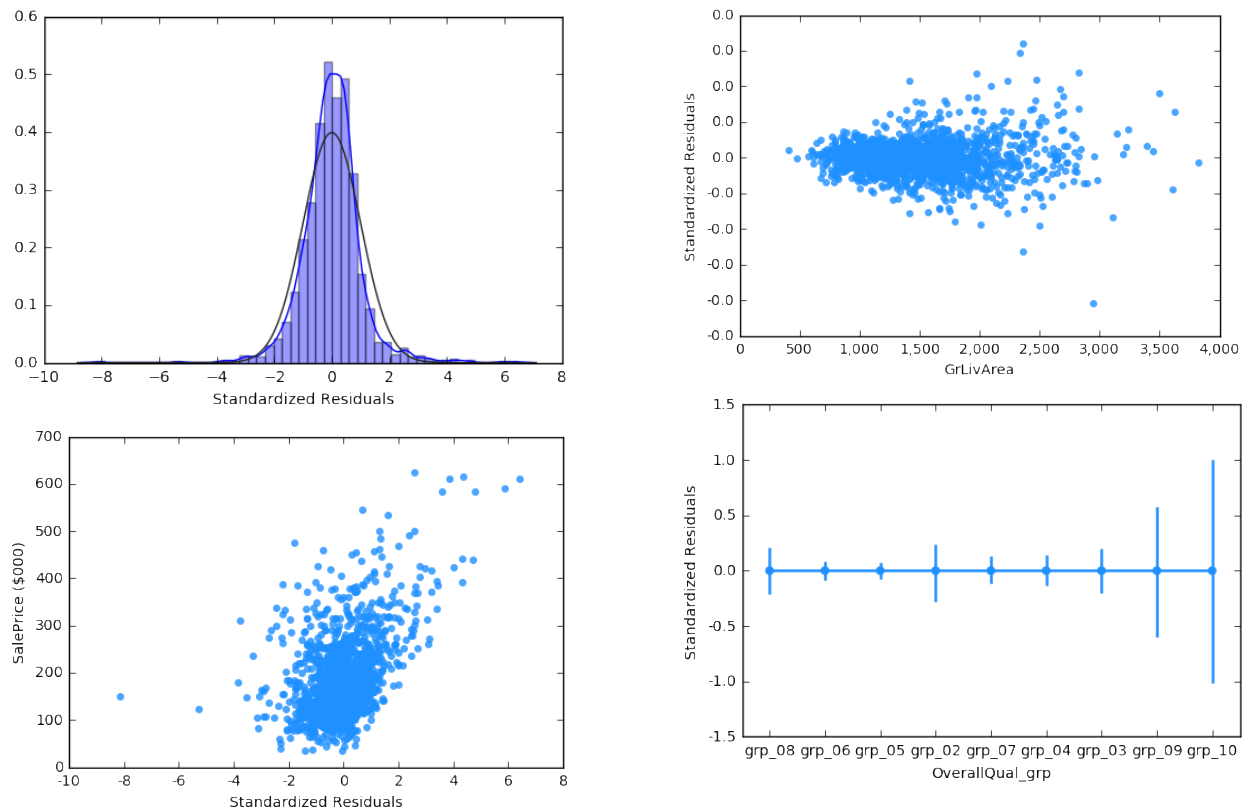 0.6
0.5
0.4
0.3
0.2
0.1
0.0
−10 −8 −6 −4 −2 0 2 4 6 8
Standardized Residuals
Standardized Residuals
0.0
0.0
0.0
0.0
0.0
-0.0
-0.0
-0.0
-0.0
-0.0
0 500 1,000 1,500 2,000 2,500 3,000 3,500 4,000
GrLivArea
SalePrice ($000)
700
600
500
400
300
200
100
0
-10 -8 -6 -4 -2 0 2 4 6 8
Standardized Residuals
Standardized Residuals
1.5
1.0
0.5
0.0
-0.5
-1.0
-1.5
grp_08 grp_06 grp_05 grp_02 grp_07 grp_04 grp_03 grp_09 grp_10
OverallQual_grp